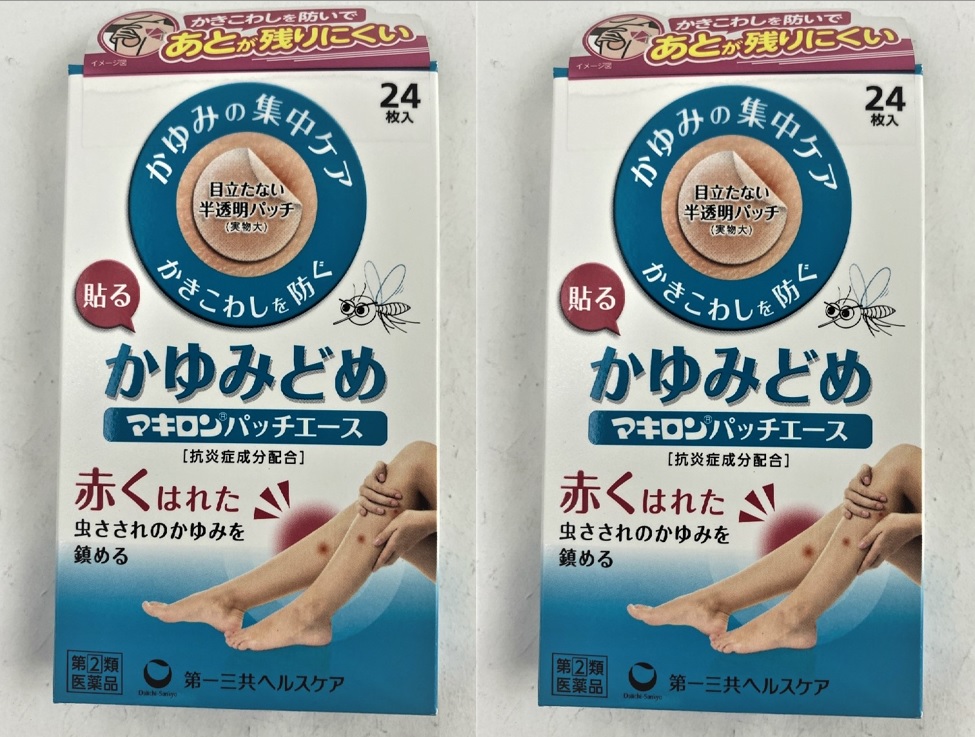 かきこわしを防いで
あとが残りにくい
イメージ図
24
枚入
かゆみの集中ケア
目立たない
半透明パッチ
(実物大)
かきこわしを防ぐ
貼る
かゆみどめ
マキロン®パッチエース
[抗炎症成分配合]
赤くはれた
虫さされのかゆみを
鎮める
第②類
医薬品
Daiichi-Sankyo
第一三共ヘルスケア
かきこわしを防いで
あとが残りにくい
イメージ図
24
枚入
かゆみの集中ケア
目立たない
半透明パッチ
(実物大)
かきこわしを防ぐ
貼る
かゆみどめ
マキロン®パッチエース
[抗炎症成分配合]
赤くはれた
虫さされのかゆみを
鎮める
指②類
医薬品
Daiichi-Sankyo
第一三共ヘルスケア